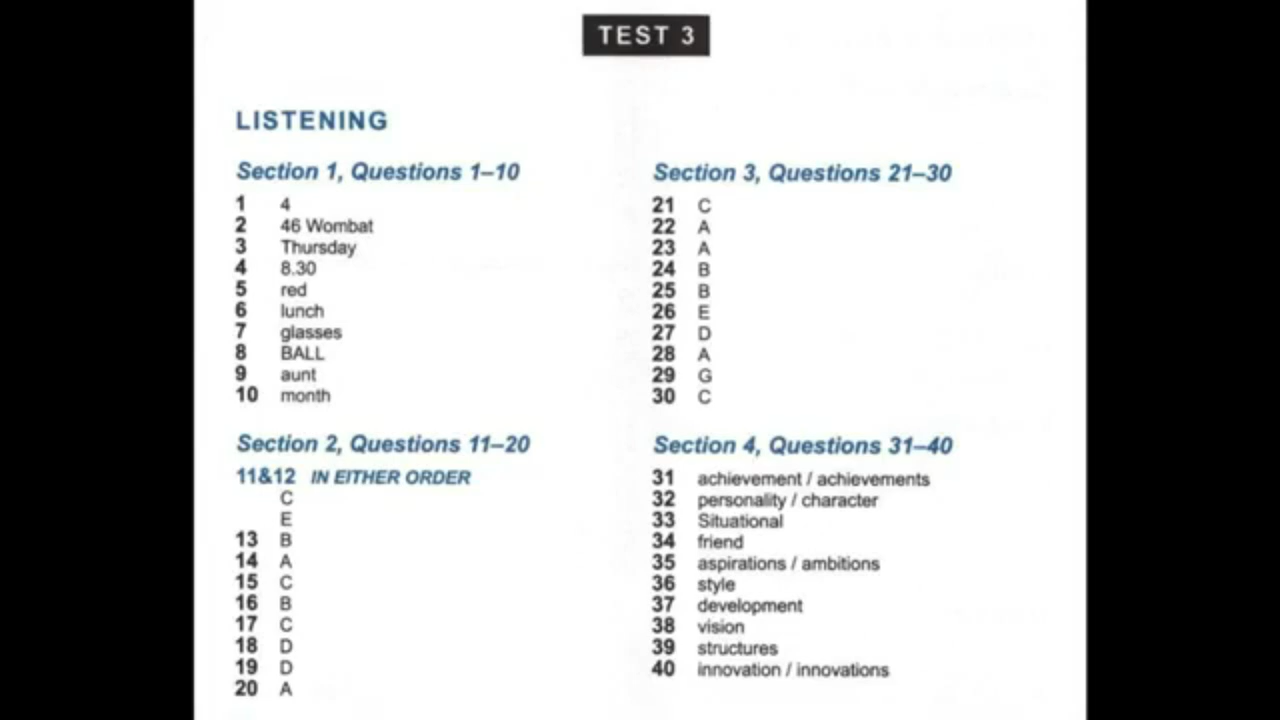 TEST 3
LISTENING
Section 1, Questions 1–10
1 4
2 46 Wombat
3 Thursday
4 8.30
5 red
6 lunch
7 glasses
8 BALL
9 aunt
10 month
Section 2, Questions 11–20
11&12 IN EITHER ORDER
C
E
13 B
14 A
15 C
16 B
17 C
18 D
19 D
20 A
Section 3, Questions 21–30
21 C
22 A
23 A
24 B
25 B
26 E
27 D
28 A
29 G
30 C
Section 4, Questions 31–40
31 achievement / achievements
32 personality / character
33 Situational
34 friend
35 aspirations / ambitions
36 style
37 development
38 vision
39 structures
40 innovation / innovations